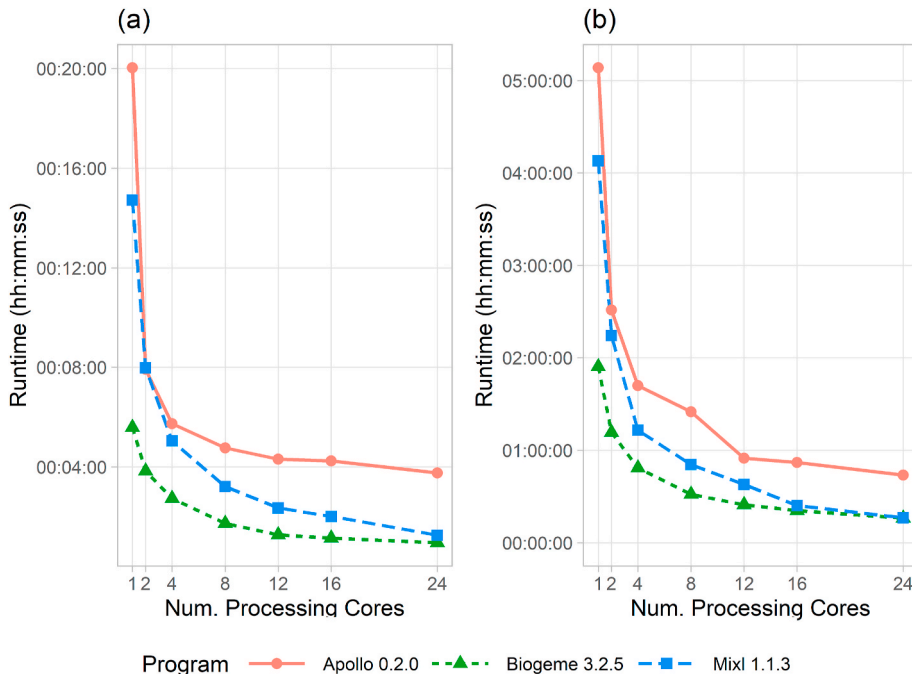 (a)
00:20:00
00:16:00
00:12:00
00:08:00
00:04:00
Runtime (hh:mm:ss)
1 2 4 8 12 16 24
Num. Processing Cores
(b)
05:00:00
04:00:00
03:00:00
02:00:00
01:00:00
00:00:00
Runtime (hh:mm:ss)
1 2 4 8 12 16 24
Num. Processing Cores
Program Apollo 0.2.0 Biogeme 3.2.5 Mixl 1.1.3